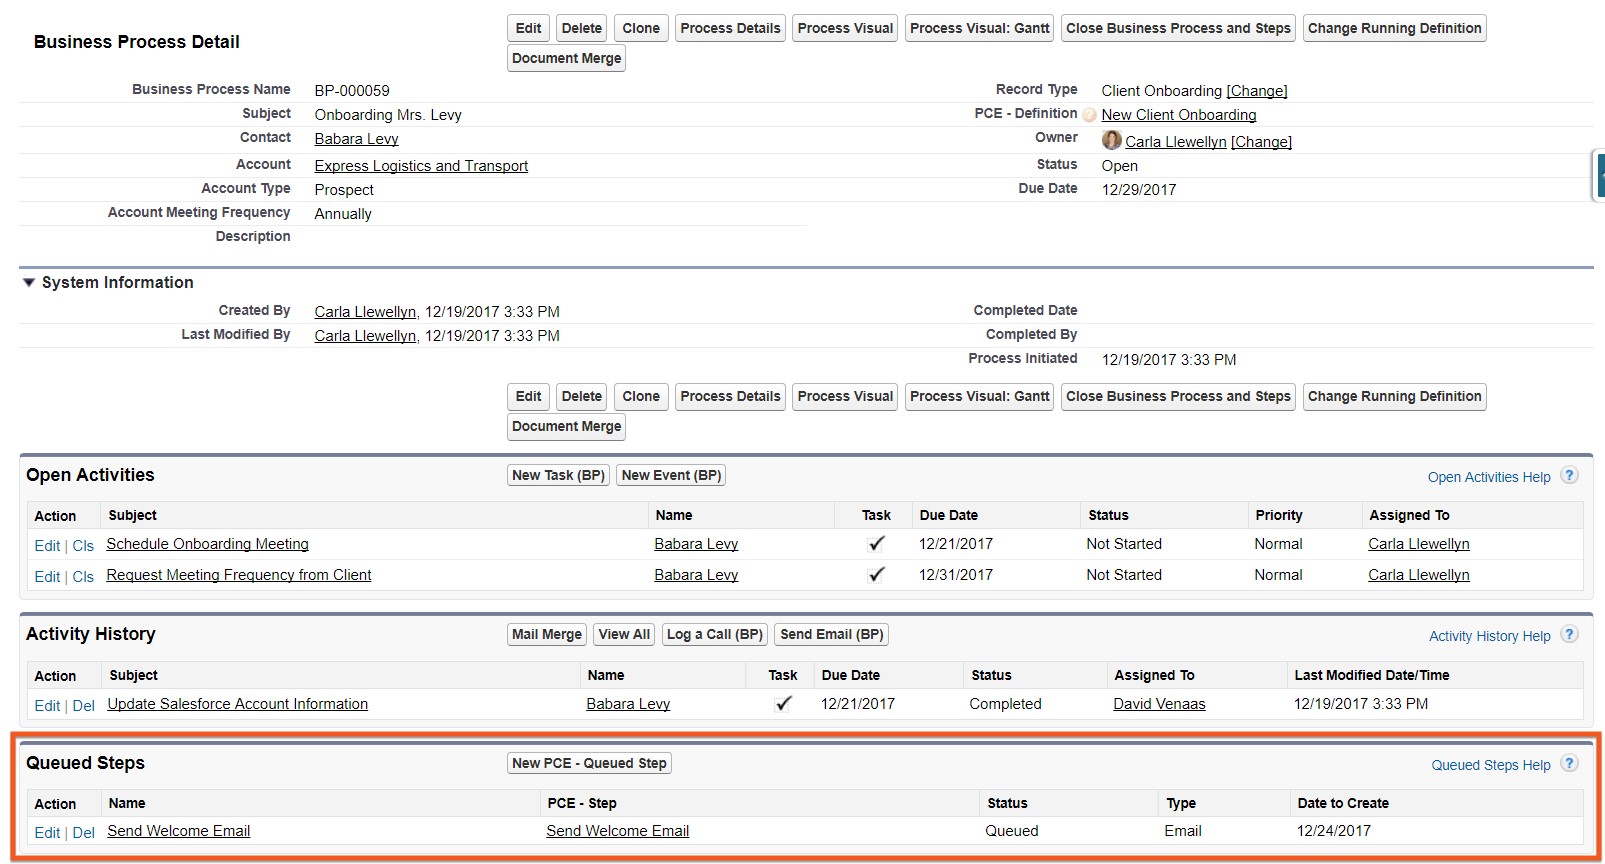 Business Process Detail
Edit Delete Clone Process Details Process Visual Process Visual: Gantt Close Business Process and Steps Change Running Definition
Document Merge
Business Process Name BP-000059 Record Type Client Onboarding [Change]
Subject Onboarding Mrs. Levy PCE - Definition New Client Onboarding
Contact Babara Levy Owner Carla Llewellyn [Change]
Account Express Logistics and Transport Status Open
Account Type Prospect Due Date 12/29/2017
Account Meeting Frequency Annually
Description
System Information
Created By Carla Llewellyn, 12/19/2017 3:33 PM Completed Date
Last Modified By Carla Llewellyn, 12/19/2017 3:33 PM Completed By
Process Initiated 12/19/2017 3:33 PM
Edit Delete Clone Process Details Process Visual Process Visual: Gantt Close Business Process and Steps Change Running Definition
Document Merge
Open Activities New Task (BP) New Event (BP) Open Activities Help ?
Action Subject Name Task Due Date Status Priority Assigned To
Edit | Cls Schedule Onboarding Meeting Babara Levy 12/21/2017 Not Started Normal Carla Llewellyn
Edit | Cls Request Meeting Frequency from Client Babara Levy 12/31/2017 Not Started Normal Carla Llewellyn
Activity History Mail Merge View All Log a Call (BP) Send Email (BP) Activity History Help ?
Action Subject Name Task Due Date Status Assigned To Last Modified Date/Time
Edit | Del Update Salesforce Account Information Babara Levy 12/21/2017 Completed David Venaas 12/19/2017 3:33 PM
Queued Steps New PCE - Queued Step Queued Steps Help ?
Action Name PCE - Step Status Type Date to Create
Edit | Del Send Welcome Email Send Welcome Email Queued Email 12/24/2017